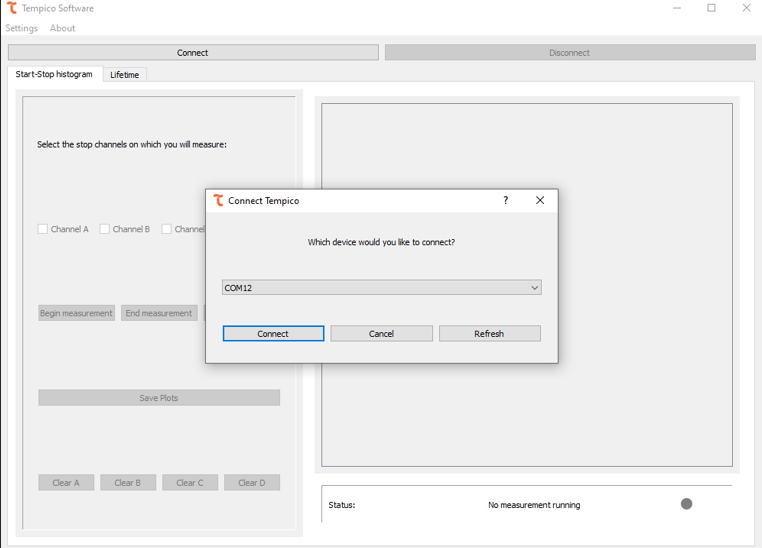 Tempico Software
Settings About
Connect Disconnect
Start-Stop histogram Lifetime
Select the stop channels on which you will measure:
Connect Tempico ?
Which device would you like to connect?
Channel A Channel B Channel
COM12
Begin measurement End measurement
Connect Cancel Refresh
Save Plots
Clear A Clear B Clear C Clear D
Status: No measurement running